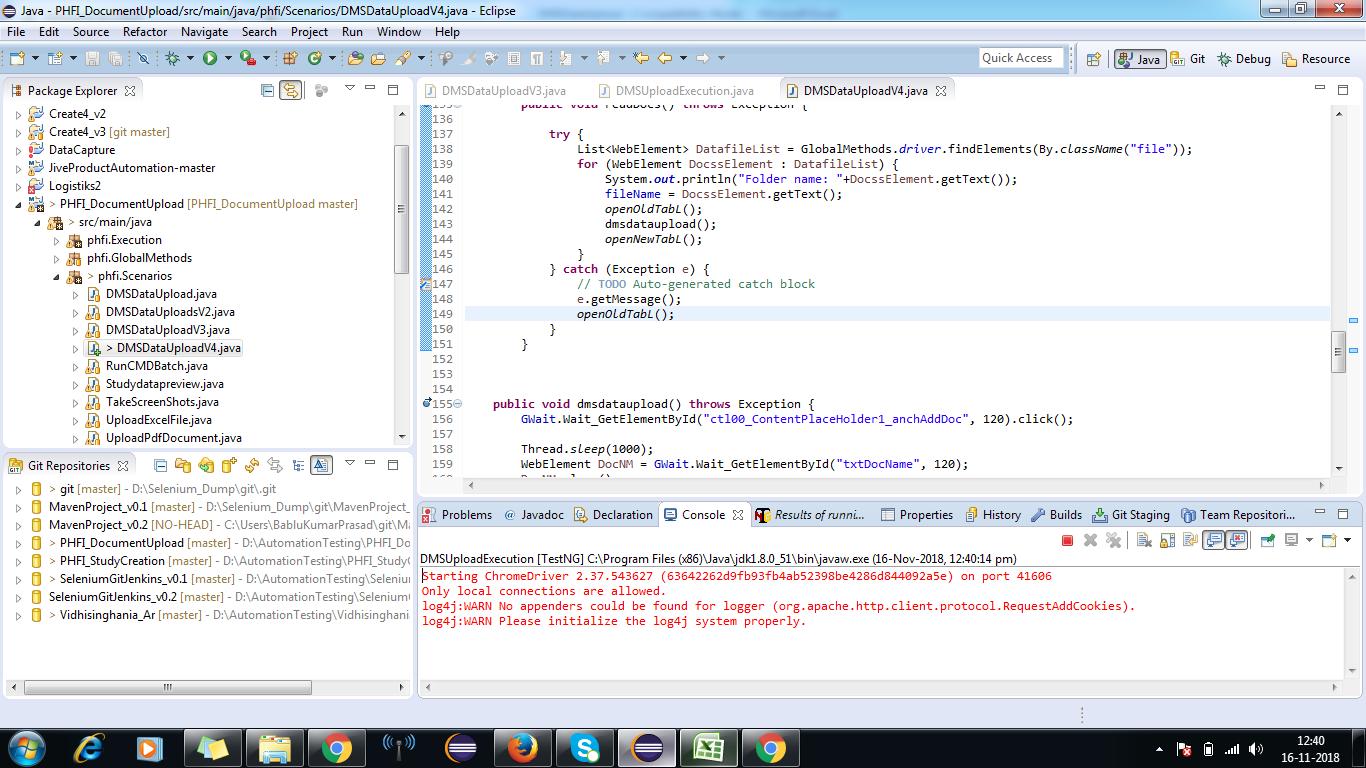 Java - PHFI_DocumentUpload/src/main/java/phfi/Scenarios/DMSDataUploadV4.java - Eclipse
File Edit Source Refactor Navigate Search Project Run Window Help
Quick Access Java Git Debug Resource
Package Explorer
Create4_v2
Create4_v3 [git master]
DataCapture
JiveProductAutomation-master
Logistiks2
> PHFI_DocumentUpload [PHFI_DocumentUpload master]
> src/main/java
phfi.Execution
phfi.GlobalMethods
> phfi.Scenarios
DMSDataUpload.java
DMSDataUploadsV2.java
DMSDataUploadV3.java
> DMSDataUploadV4.java
RunCMDBatch.java
Studydatapreview.java
TakeScreenShots.java
UploadExcelFile.java
UploadPdfDocument.java
Git Repositories
> git [master] - D:\Selenium_Dump\git\.git
MavenProject_v0.1 [master] - D:\Selenium_Dump\git\MavenProject_
MavenProject_v0.2 [NO-HEAD] - C:\Users\BabluKumarPrasad\git\Ma
> PHFI_DocumentUpload [master] - D:\AutomationTesting\PHFI_Do
> PHFI_StudyCreation [master] - D:\AutomationTesting\PHFI_Study
> SeleniumGitJenkins_v0.1 [master] - D:\AutomationTesting\Seleni
SeleniumGitJenkins_v0.2 [master] - D:\AutomationTesting\Selenium
> Vidhisinghania_Ar [master] - D:\AutomationTesting\Vidhisinghani
DMSDataUploadV3.java DMSUploadExecution.java DMSDataUploadV4.java
135 public void readDocs() throws Exception {
136
137 try {
138 List<WebElement> DatafileList = GlobalMethods.driver.findElements(By.className("file"));
139 for (WebElement DocssElement : DatafileList) {
140 System.out.println("Folder name: "+DocssElement.getText());
141 fileName = DocssElement.getText();
142 openOldTabL();
143 dmsdataupload();
144 openNewTabL();
145 }
146 } catch (Exception e) {
147 // TODO Auto-generated catch block
148 e.getMessage();
149 openOldTabL();
150 }
151 }
152
153
154
155 public void dmsdataupload() throws Exception {
156 GWait.Wait_GetElementById("ctl00_ContentPlaceHolder1_anchAddDoc", 120).click();
157
158 Thread.sleep(1000);
159 WebElement DocNM = GWait.Wait_GetElementById("txtDocName", 120);
Problems @ Javadoc Declaration Console Results of runni... Properties History Builds Git Staging Team Repositori...
DMSUploadExecution [TestNG] C:\Program Files (x86)\Java\jdk1.8.0_51\bin\javaw.exe (16-Nov-2018, 12:40:14 pm)
Starting ChromeDriver 2.37.543627 (63642262d9fb93fb4ab52398be4286d844092a5e) on port 41606
Only local connections are allowed.
log4j:WARN No appenders could be found for logger (org.apache.http.client.protocol.RequestAddCookies).
log4j:WARN Please initialize the log4j system properly.
12:40
16-11-2018